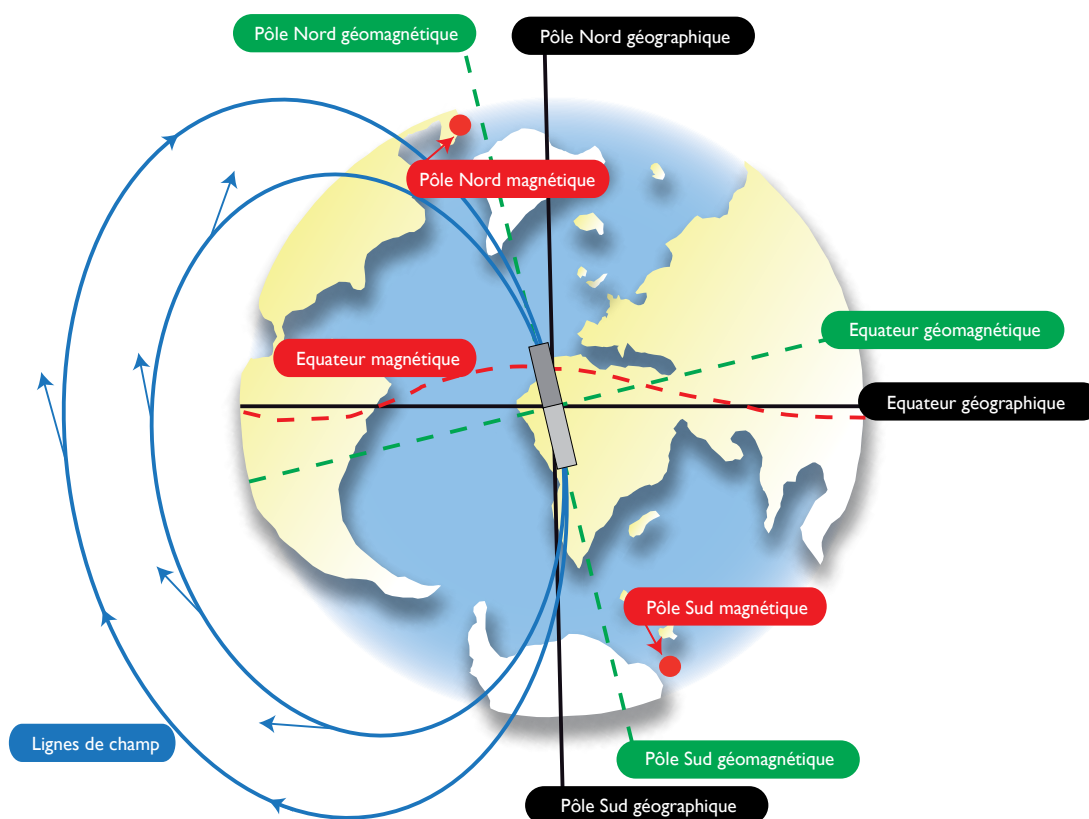 Pôle Nord géomagnétique
Pôle Nord géographique
Pôle Nord magnétique
Equateur géomagnétique
Equateur magnétique
Equateur géographique
Pôle Sud magnétique
Lignes de champ
Pôle Sud géomagnétique
Pôle Sud géographique